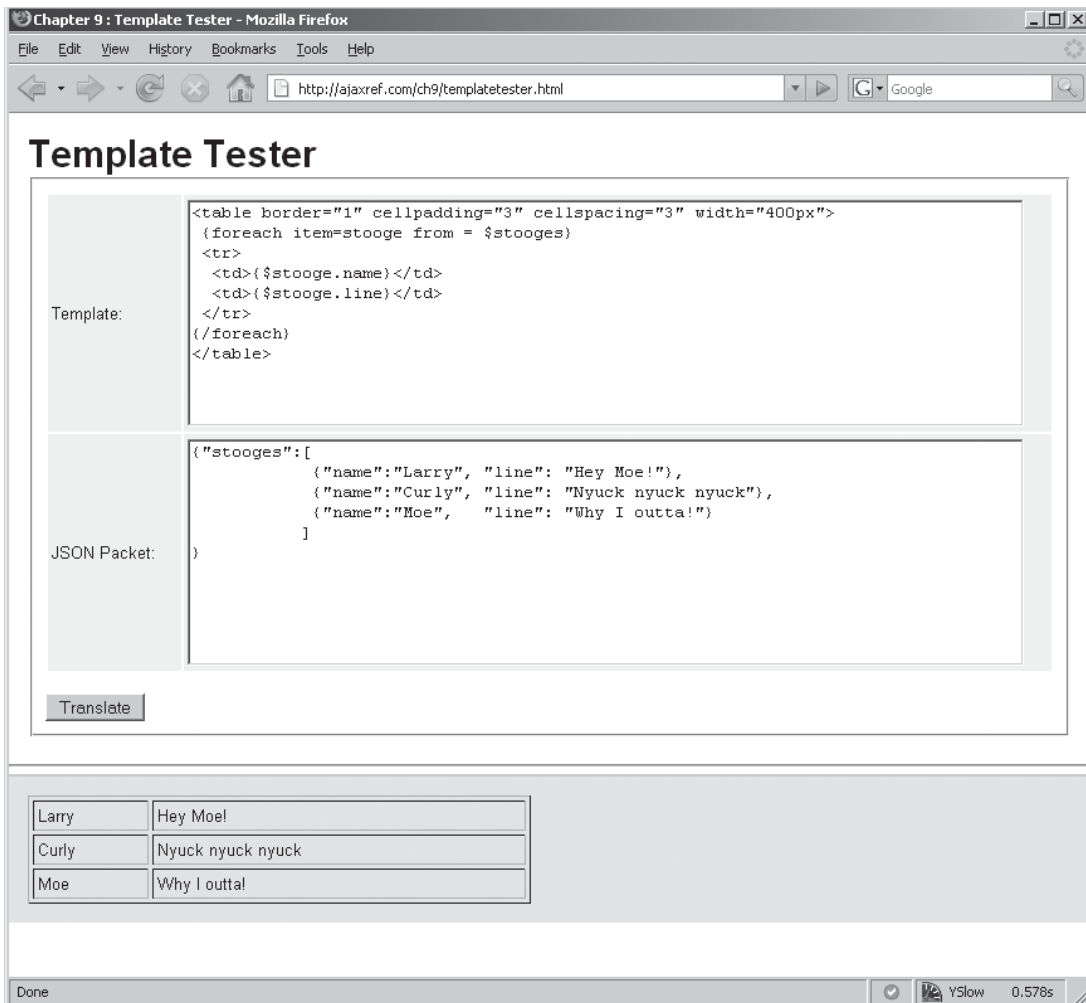 Chapter 9 : Template Tester - Mozilla Firefox
File Edit View History Bookmarks Tools Help
http://ajaxref.com/ch9/templatetester.html
G Google
Template Tester
Template:
<table border="1" cellpadding="3" cellspacing="3" width="400px">
{foreach item=stooge from = $stooges}
<tr>
<td>{$stooge.name}</td>
<td>{$stooge.line}</td>
</tr>
{/foreach}
</table>
JSON Packet:
{"stooges":[
{"name":"Larry", "line": "Hey Moe!"},
{"name":"Curly", "line": "Nyuck nyuck nyuck"},
{"name":"Moe", "line": "Why I outta!"}
]
}
Translate
Larry Hey Moe!
Curly Nyuck nyuck nyuck
Moe Why I outta!
Done YSlow 0.578s